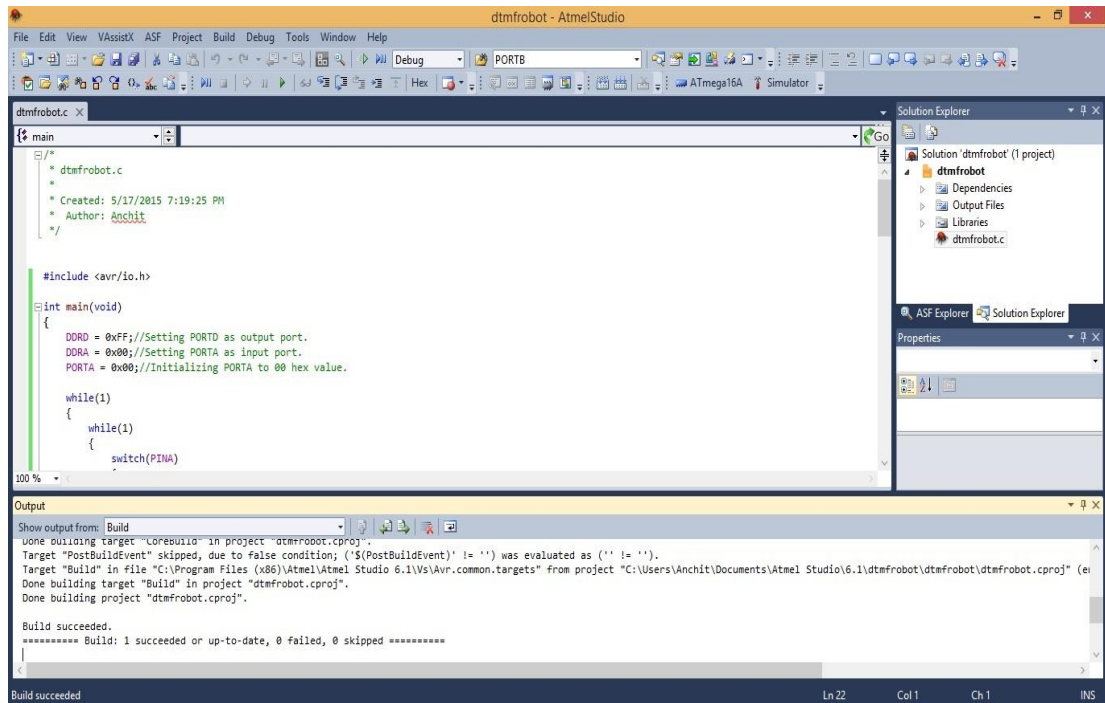 dtmfrobot - AtmelStudio
File Edit View VAssistX ASF Project Build Debug Tools Window Help
Debug PORTB
Hex ATmega16A Simulator
dtmfrobot.c
main
Go
/*
* dtmfrobot.c
*
* Created: 5/17/2015 7:19:25 PM
* Author: Anchit
*/
#include <avr/io.h>
int main(void)
{
DDRD = 0xFF;//Setting PORTD as output port.
DDRA = 0x00;//Setting PORTA as input port.
PORTA = 0x00;//Initializing PORTA to 00 hex value.
while(1)
{
while(1)
{
switch(PINA)
100 %
Solution Explorer
Solution 'dtmfrobot' (1 project)
dtmfrobot
Dependencies
Output Files
Libraries
dtmfrobot.c
ASF Explorer Solution Explorer
Properties
Output
Show output from: Build
Done building target "CoreBuild" in project "dtmfrobot.cproj".
Target "PostBuildEvent" skipped, due to false condition; ('$(PostBuildEvent)' != '') was evaluated as ('' != '').
Target "Build" in file "C:\Program Files (x86)\Atmel\Atmel Studio 6.1\Vs\Avr.common.targets" from project "C:\Users\Anchit\Documents\Atmel Studio\6.1\dtmfrobot\dtmfrobot\dtmfrobot.cproj"
Done building target "Build" in project "dtmfrobot.cproj".
Done building project "dtmfrobot.cproj".
Build succeeded.
========== Build: 1 succeeded or up-to-date, 0 failed, 0 skipped ==========
Build succeeded Ln 22 Col 1 Ch 1 INS